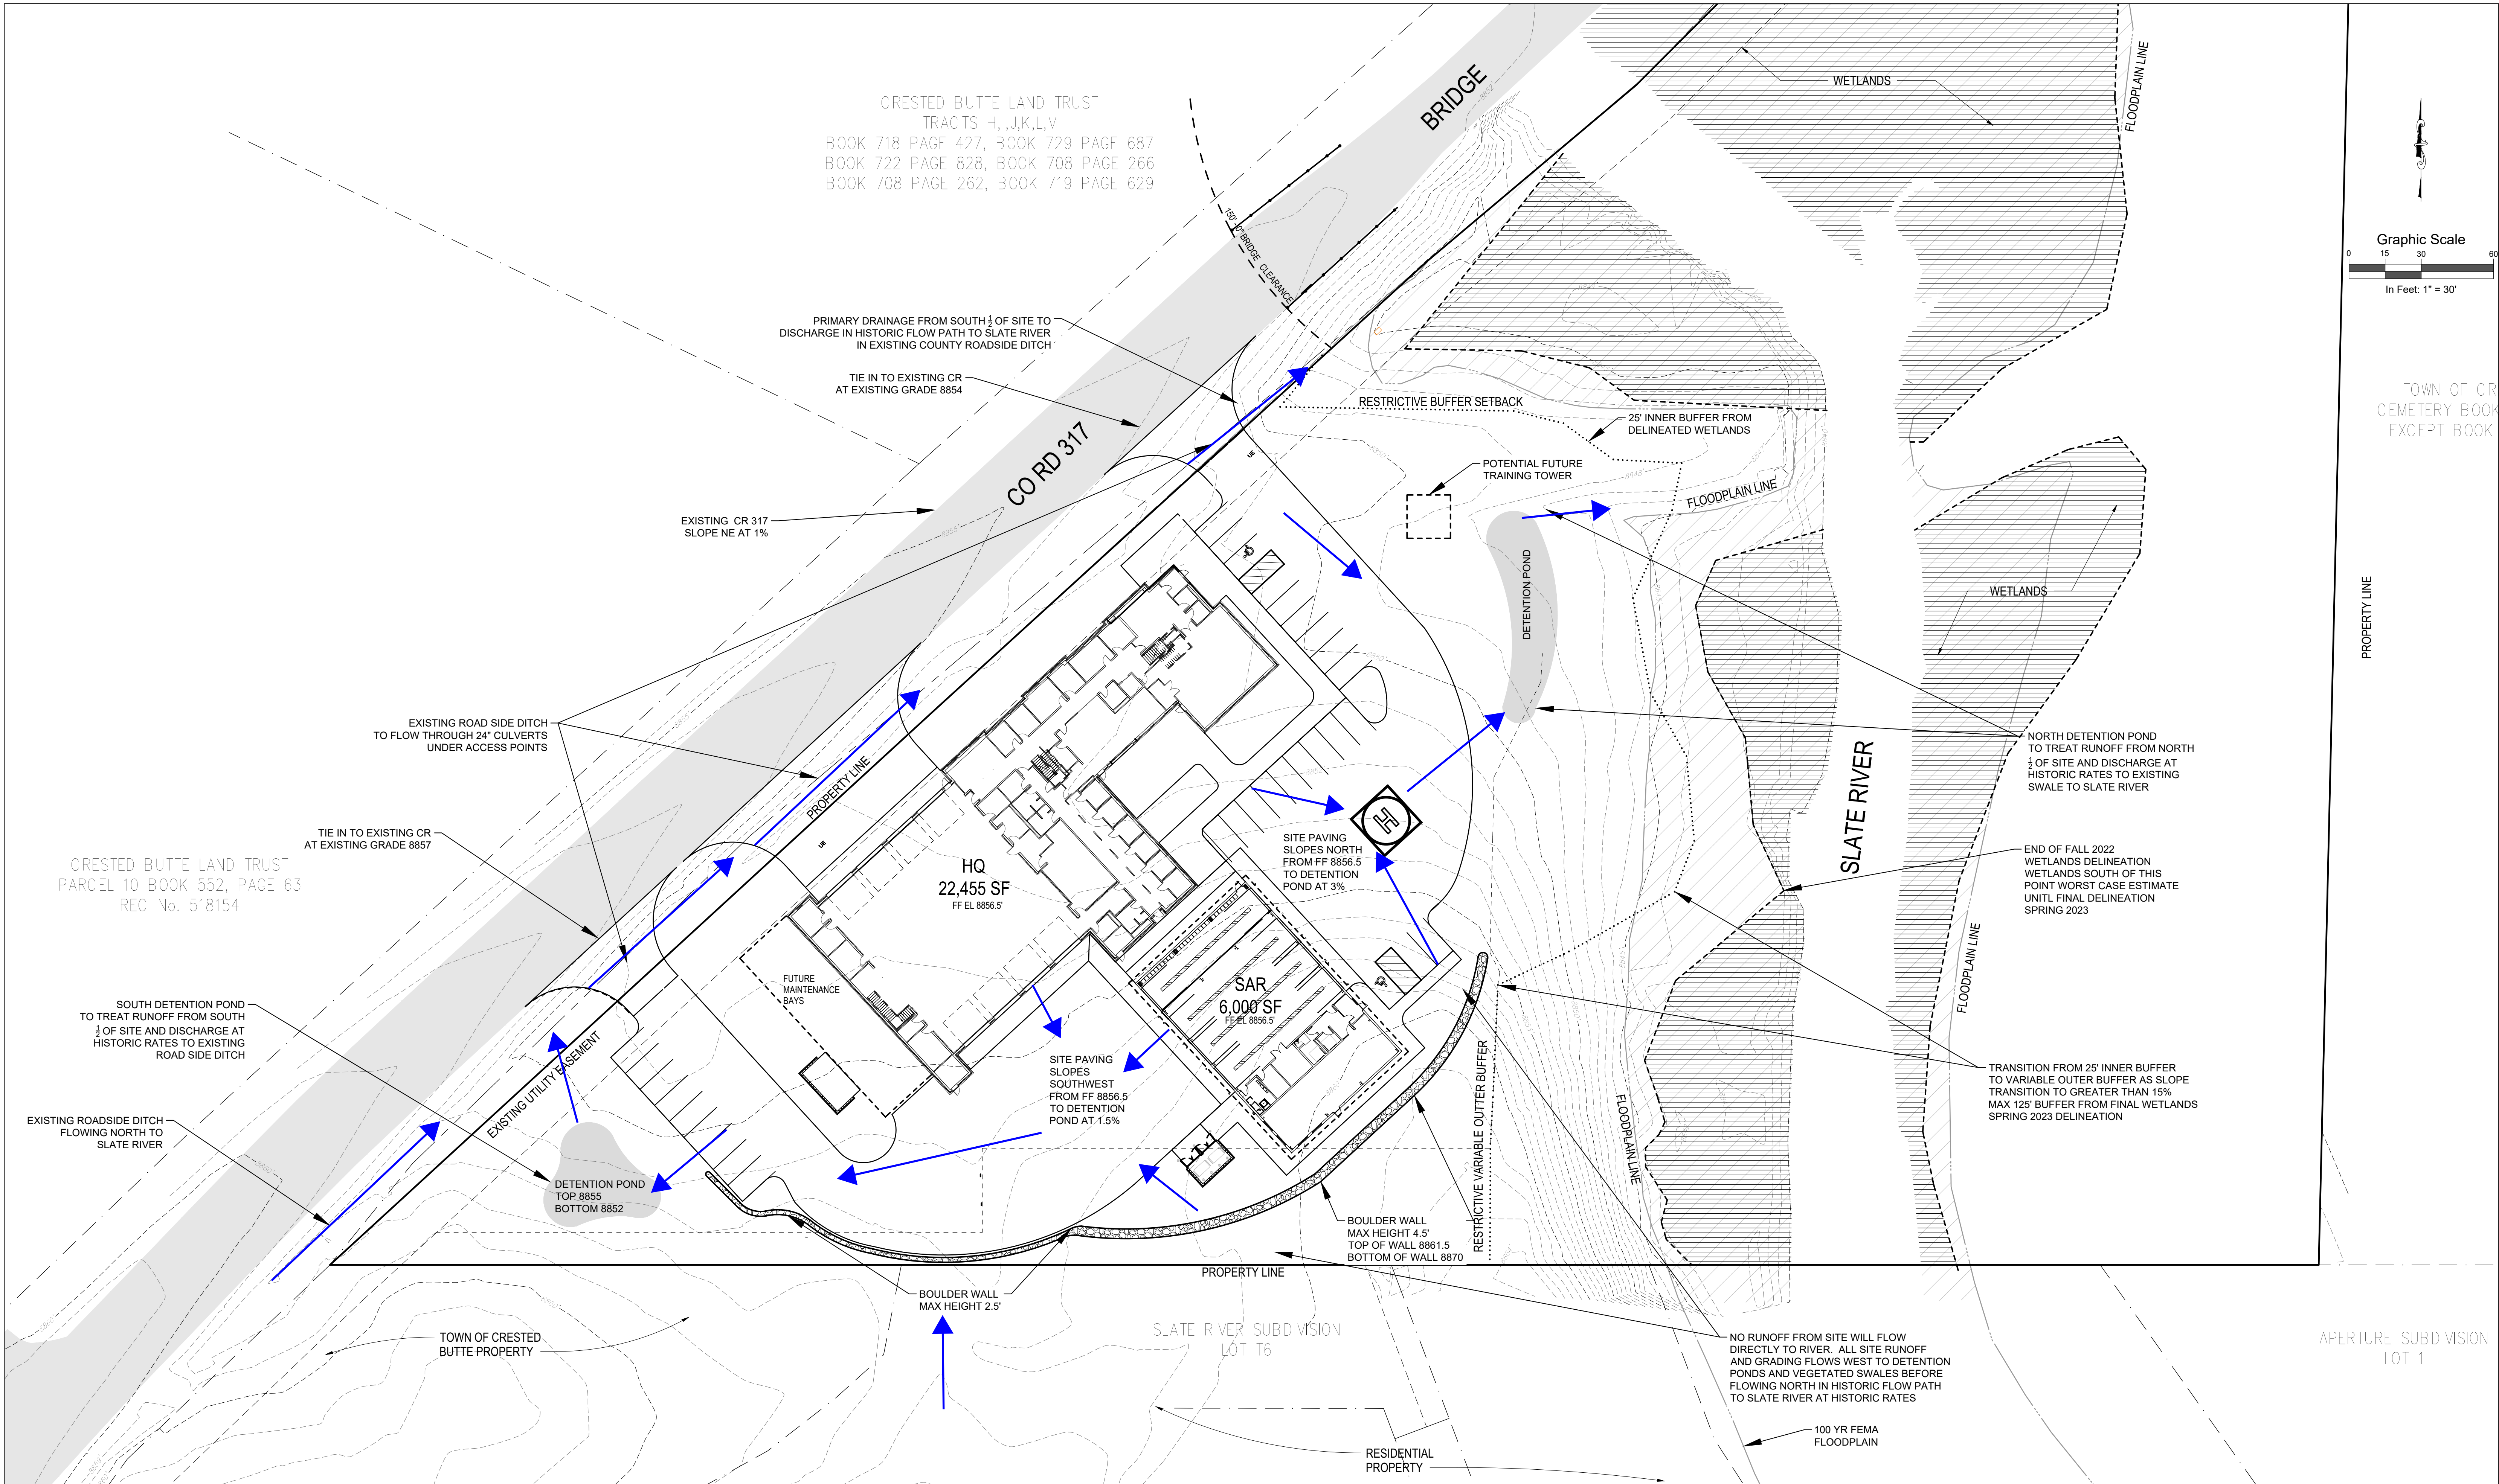 CRESTED BUTTE LAND TRUST
TRACTS H,I,J,K,L,M
BOOK 718 PAGE 427, BOOK 729 PAGE 687
BOOK 722 PAGE 828, BOOK 708 PAGE 266
BOOK 708 PAGE 262, BOOK 719 PAGE 629
BRIDGE
WETLANDS
FLOODPLAIN LINE
Graphic Scale
0 15 30 60
In Feet: 1" = 30'
150'-0" BRIDGE CLEARANCE
PRIMARY DRAINAGE FROM SOUTH ½ OF SITE TO
DISCHARGE IN HISTORIC FLOW PATH TO SLATE RIVER
IN EXISTING COUNTY ROADSIDE DITCH
TIE IN TO EXISTING CR
AT EXISTING GRADE 8854
TOWN OF CR
CEMETERY BOOK
EXCEPT BOOK
RESTRICTIVE BUFFER SETBACK
25' INNER BUFFER FROM
DELINEATED WETLANDS
CO RD 317
UE
POTENTIAL FUTURE
TRAINING TOWER
FLOODPLAIN LINE
EXISTING CR 317
SLOPE NE AT 1%
DETENTION POND
WETLANDS
PROPERTY LINE
EXISTING ROAD SIDE DITCH
TO FLOW THROUGH 24" CULVERTS
UNDER ACCESS POINTS
PROPERTY LINE
NORTH DETENTION POND
TO TREAT RUNOFF FROM NORTH
½ OF SITE AND DISCHARGE AT
HISTORIC RATES TO EXISTING
SWALE TO SLATE RIVER
SLATE RIVER
H
TIE IN TO EXISTING CR
AT EXISTING GRADE 8857
UE
SITE PAVING
SLOPES NORTH
FROM FF 8856.5
TO DETENTION
POND AT 3%
CRESTED BUTTE LAND TRUST
PARCEL 10 BOOK 552, PAGE 63
REC No. 518154
HQ
22,455 SF
FF EL 8856.5'
END OF FALL 2022
WETLANDS DELINEATION
WETLANDS SOUTH OF THIS
POINT WORST CASE ESTIMATE
UNITL FINAL DELINEATION
SPRING 2023
FLOODPLAIN LINE
FUTURE
MAINTENANCE
BAYS
SAR
6,000 SF
FF EL 8856.5'
SOUTH DETENTION POND
TO TREAT RUNOFF FROM SOUTH
½ OF SITE AND DISCHARGE AT
HISTORIC RATES TO EXISTING
ROAD SIDE DITCH
EXISTING UTILITY EASEMENT
SITE PAVING
SLOPES
SOUTHWEST
FROM FF 8856.5
TO DETENTION
POND AT 1.5%
RESTRICTIVE VARIABLE OUTTER BUFFER
FLOODPLAIN LINE
TRANSITION FROM 25' INNER BUFFER
TO VARIABLE OUTER BUFFER AS SLOPE
TRANSITION TO GREATER THAN 15%
MAX 125' BUFFER FROM FINAL WETLANDS
SPRING 2023 DELINEATION
EXISTING ROADSIDE DITCH
FLOWING NORTH TO
SLATE RIVER
DETENTION POND
TOP 8855
BOTTOM 8852
BOULDER WALL
MAX HEIGHT 4.5'
TOP OF WALL 8861.5
BOTTOM OF WALL 8870
PROPERTY LINE
BOULDER WALL
MAX HEIGHT 2.5'
TOWN OF CRESTED
BUTTE PROPERTY
SLATE RIVER SUBDIVISION
LOT T6
NO RUNOFF FROM SITE WILL FLOW
DIRECTLY TO RIVER. ALL SITE RUNOFF
AND GRADING FLOWS WEST TO DETENTION
PONDS AND VEGETATED SWALES BEFORE
FLOWING NORTH IN HISTORIC FLOW PATH
TO SLATE RIVER AT HISTORIC RATES
APERTURE SUBDIVISION
LOT 1
100 YR FEMA
FLOODPLAIN
RESIDENTIAL
PROPERTY